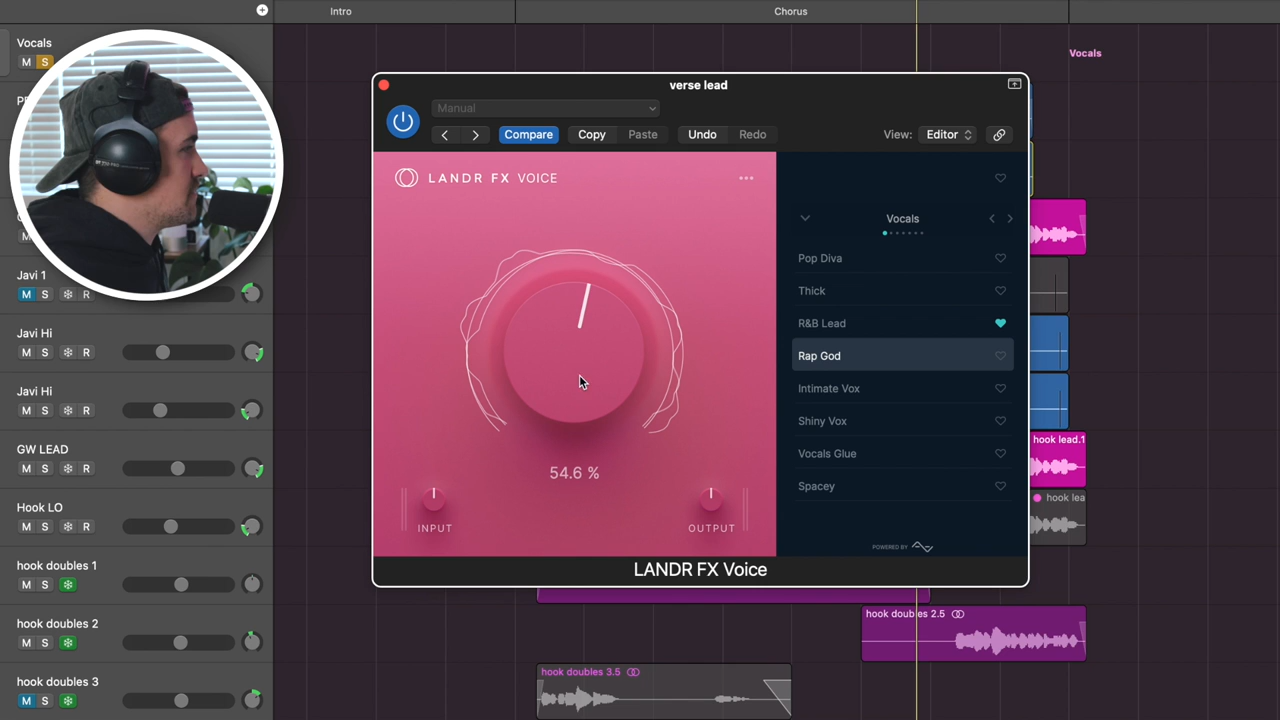 Intro
Chorus
Vocals
M S
Vocals
verse lead
Manual
Compare
Copy
Paste
Undo
Redo
View:
Editor
LANDR FX VOICE
Vocals
Pop Diva
Thick
R&B Lead
Rap God
Intimate Vox
Shiny Vox
Vocals Glue
Spacey
POWERED BY
54.6 %
INPUT
OUTPUT
LANDR FX Voice
Javi 1
M S R
Javi Hi
M S R
Javi Hi
M S R
GW LEAD
M S R
hook lead.1
Hook LO
M S R
hook lea
hook doubles 1
M S
hook doubles 2
M S
hook doubles 2.5
hook doubles 3
M S
hook doubles 3.5